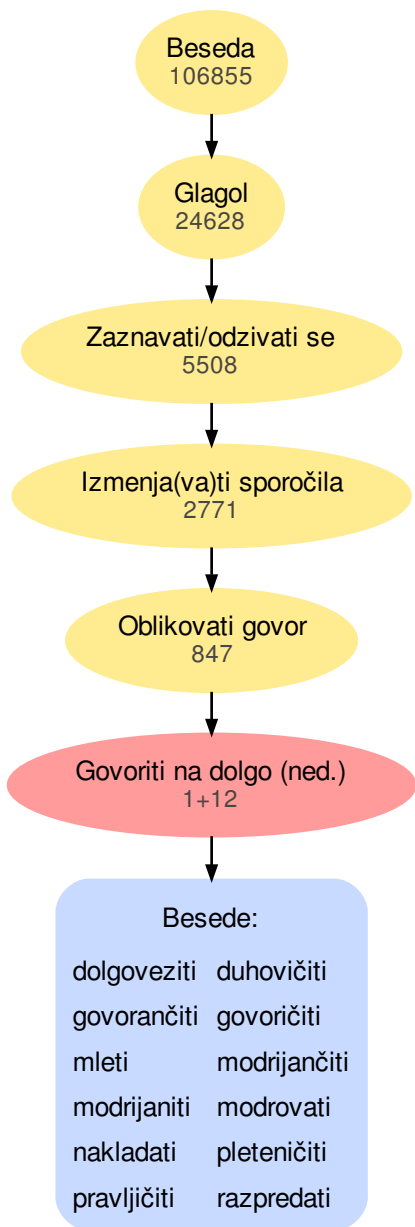 Beseda
106855
Glagol
24628
Zaznavati/odzivati se
5508
Izmenja(va)ti sporočila
2771
Oblikovati govor
847
Govoriti na dolgo (ned.)
1+12
Besede:
dolgoveziti duhovičiti
govorančiti govoričiti
mleti modrijančiti
modrijaniti modrovati
nakladati pleteničiti
pravljičiti razpredati